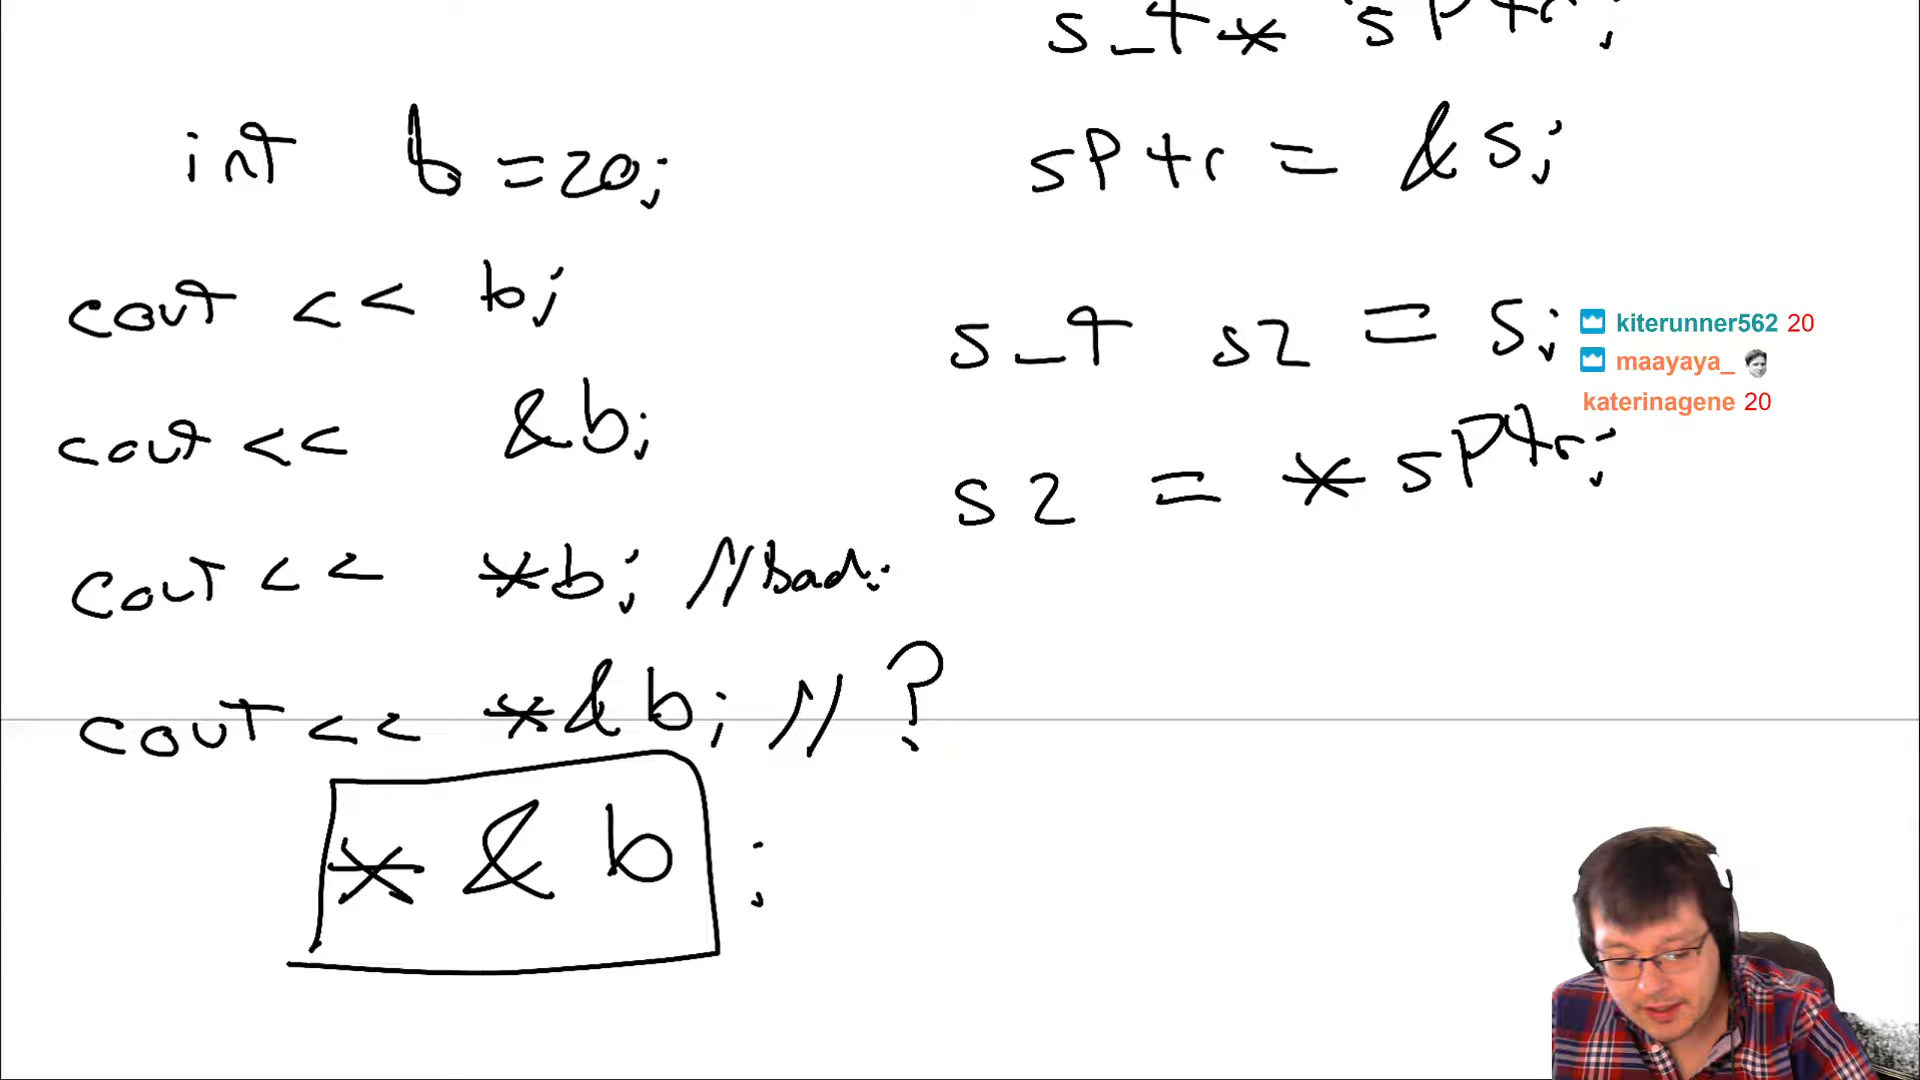 int b = 20;
cout << b;
cout << &b;
cout << *b; // bad.
cout << *&b; // ?
*&b ;
s_t* sPtr;
sPtr = &s;
s_t s2 = s;
s2 = *sPtr;
kiterunner562 20
maayaya_
katerinagene 20